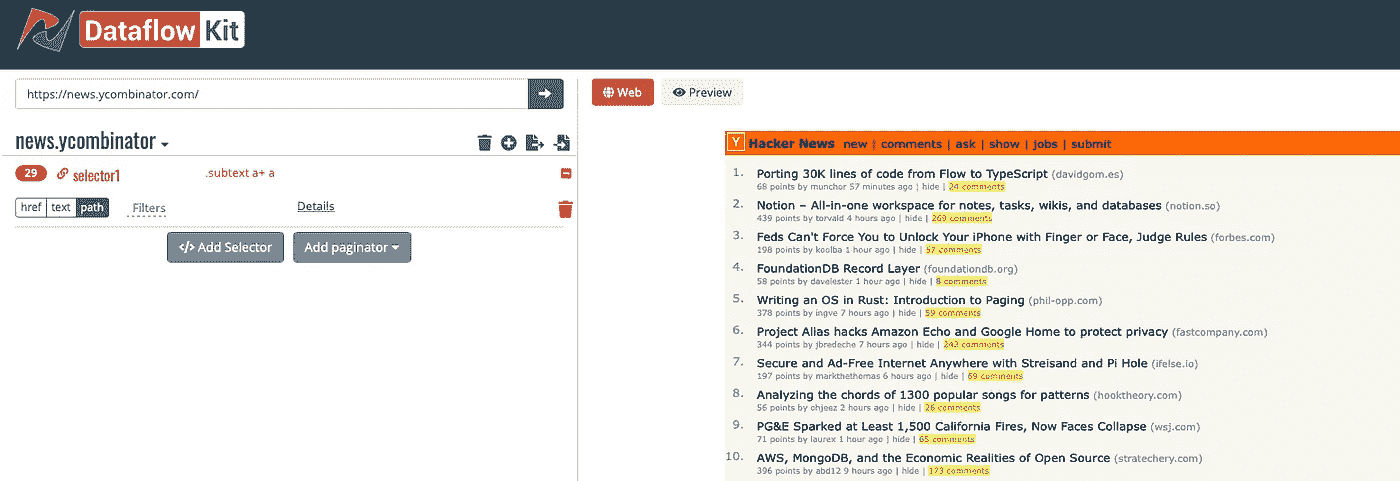 Dataflow Kit
https://news.ycombinator.com/
Web
Preview
news.ycombinator
29 selector1 .subtext a+ a
href text path Filters Details
</> Add Selector
Add paginator
Y Hacker News new | comments | ask | show | jobs | submit
1. Porting 30K lines of code from Flow to TypeScript (davidgom.es)
68 points by munchor 57 minutes ago | hide | 24 comments
2. Notion – All-in-one workspace for notes, tasks, wikis, and databases (notion.so)
439 points by torvald 4 hours ago | hide | 269 comments
3. Feds Can't Force You to Unlock Your iPhone with Finger or Face, Judge Rules (forbes.com)
198 points by koolba 1 hour ago | hide | 57 comments
4. FoundationDB Record Layer (foundationdb.org)
58 points by davelester 1 hour ago | hide | 8 comments
5. Writing an OS in Rust: Introduction to Paging (phil-opp.com)
378 points by ingve 7 hours ago | hide | 59 comments
6. Project Alias hacks Amazon Echo and Google Home to protect privacy (fastcompany.com)
344 points by jbredeche 7 hours ago | hide | 242 comments
7. Secure and Ad-Free Internet Anywhere with Streisand and Pi Hole (ifelse.io)
197 points by markthethomas 6 hours ago | hide | 69 comments
8. Analyzing the chords of 1300 popular songs for patterns (hooktheory.com)
56 points by ohjeez 2 hours ago | hide | 26 comments
9. PG&E Sparked at Least 1,500 California Fires, Now Faces Collapse (wsj.com)
71 points by laurex 1 hour ago | hide | 65 comments
10. AWS, MongoDB, and the Economic Realities of Open Source (stratechery.com)
396 points by abd12 9 hours ago | hide | 173 comments